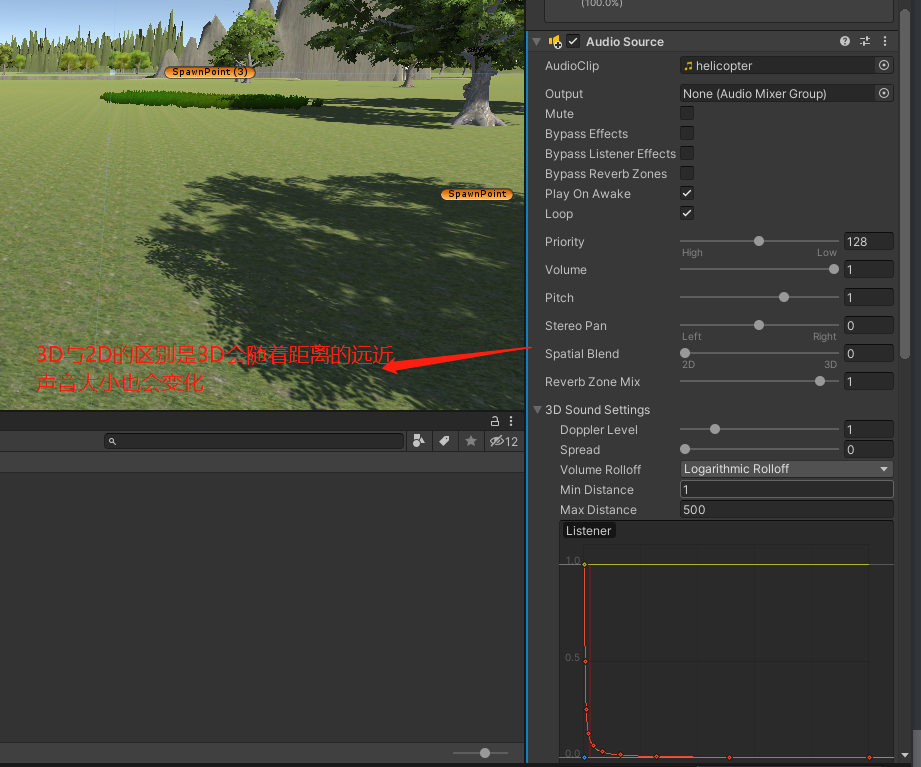 (100.0%)
Audio Source
AudioClip
helicopter
Output
None (Audio Mixer Group)
Mute
Bypass Effects
Bypass Listener Effects
Bypass Reverb Zones
Play On Awake
Loop
Priority
128
High
Low
Volume
1
Pitch
1
Stereo Pan
0
Left
Right
Spatial Blend
0
2D
3D
Reverb Zone Mix
1
3D Sound Settings
Doppler Level
1
Spread
0
Volume Rolloff
Logarithmic Rolloff
Min Distance
1
Max Distance
500
Listener
1.0
0.5
0.0
SpawnPoint (3)
SpawnPoint
3D与2D的区别是3D会随着距离的远近
声音大小也会变化
12